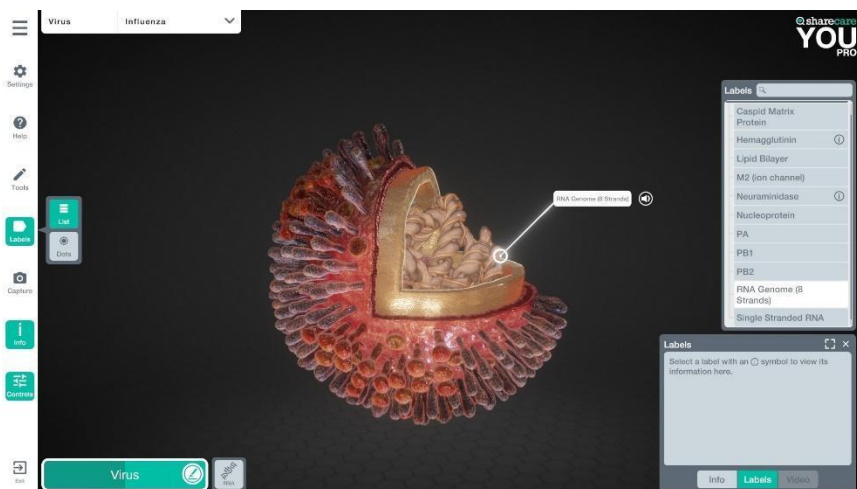 Virus Influenza
sharecare
YOU
PRO
Settings
Help
Tools
Labels
Capture
Info
Controls
Exit
List
Dots
RNA Genome (8 Strands)
Labels
Caspid Matrix
Protein
Hemagglutinin
Lipid Bilayer
M2 (ion channel)
Neuraminidase
Nucleoprotein
PA
PB1
PB2
RNA Genome (8
Strands)
Single Stranded RNA
Labels
Select a label with an ⓘ symbol to view its
information here.
Info Labels Video
Virus
RNA